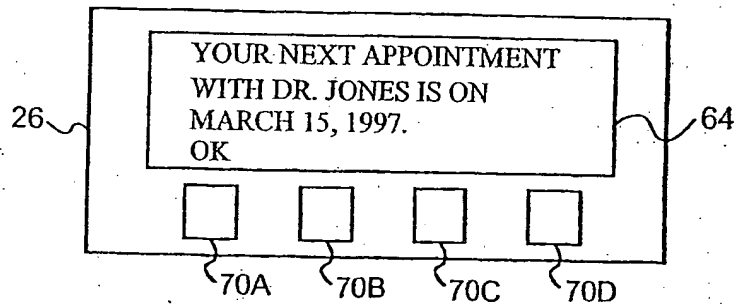 YOUR NEXT APPOINTMENT
WITH DR. JONES IS ON
MARCH 15, 1997.
OK
26
64
70A 70B 70C 70D